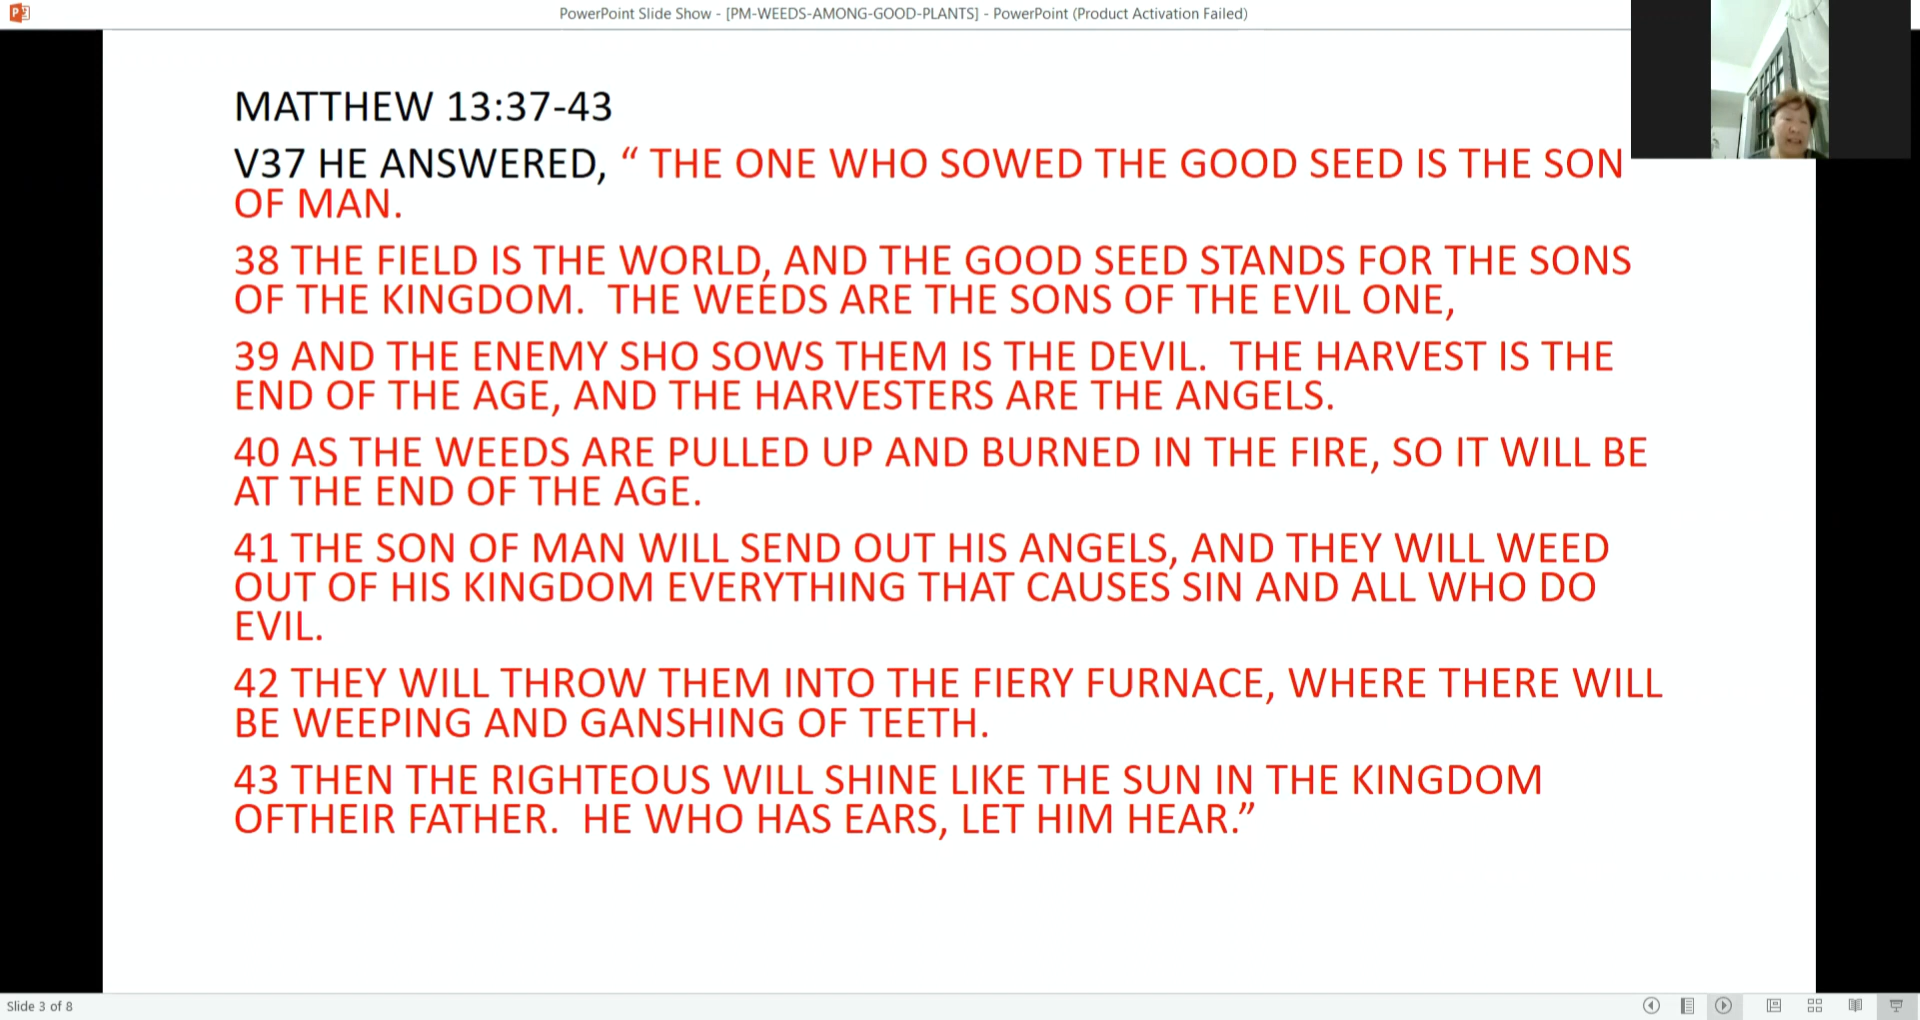 PowerPoint Slide Show - [PM-WEEDS-AMONG-GOOD-PLANTS] - PowerPoint (Product Activation Failed)
MATTHEW 13:37-43
V37 HE ANSWERED, “ THE ONE WHO SOWED THE GOOD SEED IS THE SON
OF MAN.
38 THE FIELD IS THE WORLD, AND THE GOOD SEED STANDS FOR THE SONS
OF THE KINGDOM.  THE WEEDS ARE THE SONS OF THE EVIL ONE,
39 AND THE ENEMY SHO SOWS THEM IS THE DEVIL.  THE HARVEST IS THE
END OF THE AGE, AND THE HARVESTERS ARE THE ANGELS.
40 AS THE WEEDS ARE PULLED UP AND BURNED IN THE FIRE, SO IT WILL BE
AT THE END OF THE AGE.
41 THE SON OF MAN WILL SEND OUT HIS ANGELS, AND THEY WILL WEED
OUT OF HIS KINGDOM EVERYTHING THAT CAUSES SIN AND ALL WHO DO
EVIL.
42 THEY WILL THROW THEM INTO THE FIERY FURNACE, WHERE THERE WILL
BE WEEPING AND GANSHING OF TEETH.
43 THEN THE RIGHTEOUS WILL SHINE LIKE THE SUN IN THE KINGDOM
OFTHEIR FATHER.  HE WHO HAS EARS, LET HIM HEAR.”
Slide 3 of 8